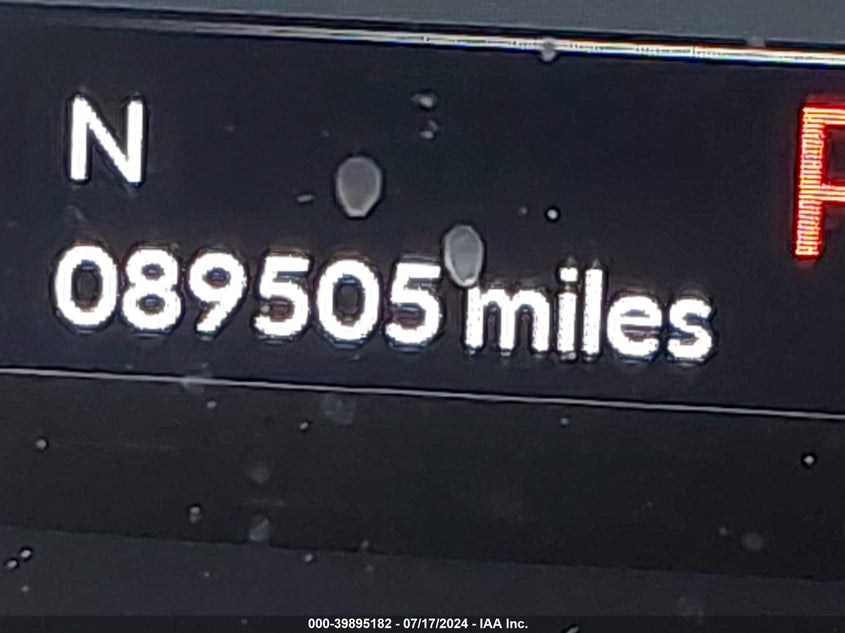 N
089505 miles
000-39895182 - 07/17/2024 - IAA Inc.